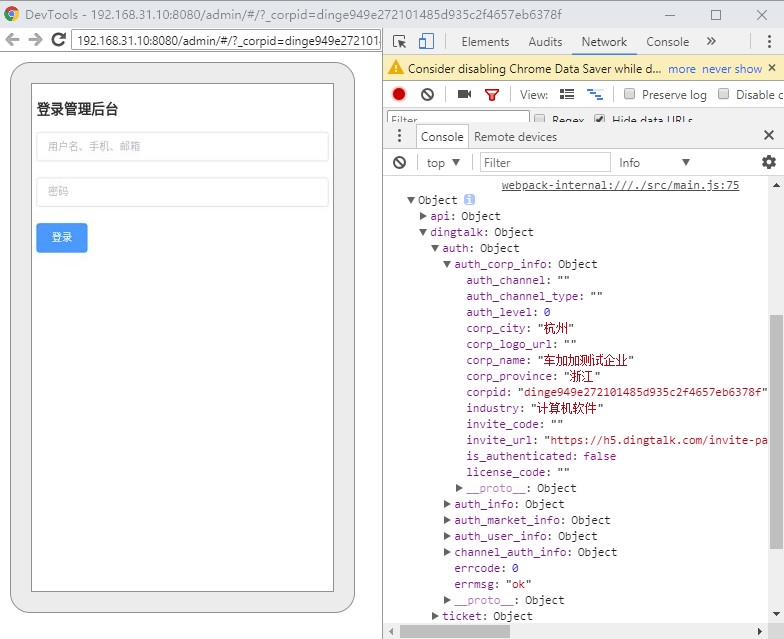 DevTools - 192.168.31.10:8080/admin/#/?_corpid=dinge949e272101485d935c2f4657eb6378f
192.168.31.10:8080/admin/#/?_corpid=dinge949e272101
登录管理后台
用户名、手机、邮箱
密码
登录
Elements Audits Network Console »
Consider disabling Chrome Data Saver while d... more never show
View: Preserve log Disable c
Filter Regex Hide data URLs
Console Remote devices
top Filter Info
webpack-internal:///./src/main.js:75
Object i
api: Object
dingtalk: Object
auth: Object
auth_corp_info: Object
auth_channel: ""
auth_channel_type: ""
auth_level: 0
corp_city: "杭州"
corp_logo_url: ""
corp_name: "车加加测试企业"
corp_province: "浙江"
corpid: "dinge949e272101485d935c2f4657eb6378f"
industry: "计算机软件"
invite_code: ""
invite_url: "https://h5.dingtalk.com/invite-pa
is_authenticated: false
license_code: ""
__proto__: Object
auth_info: Object
auth_market_info: Object
auth_user_info: Object
channel_auth_info: Object
errcode: 0
errmsg: "ok"
__proto__: Object
ticket: Object